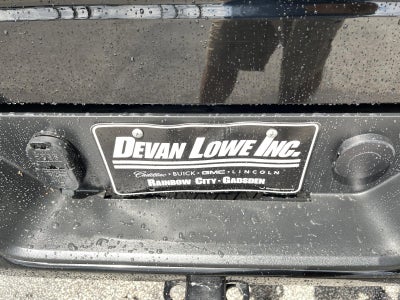 DEVAN LOWE INC.
Cadillac · BUICK · GMC · LINCOLN
RAINBOW CITY · GADSDEN